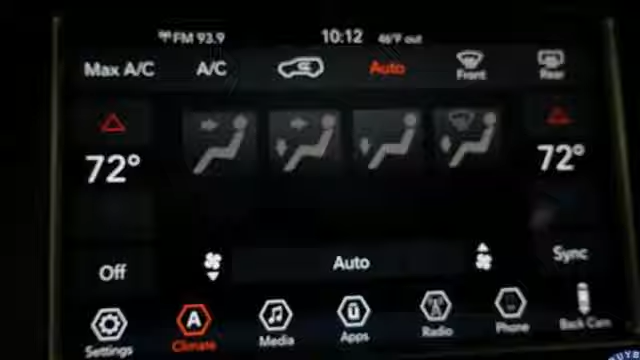 FM 93.9 10:12 46°F out
Max A/C A/C Auto Front Rear
72° 72°
Off Auto Sync
A
Settings Climate Media Apps Radio Phone Back Cam